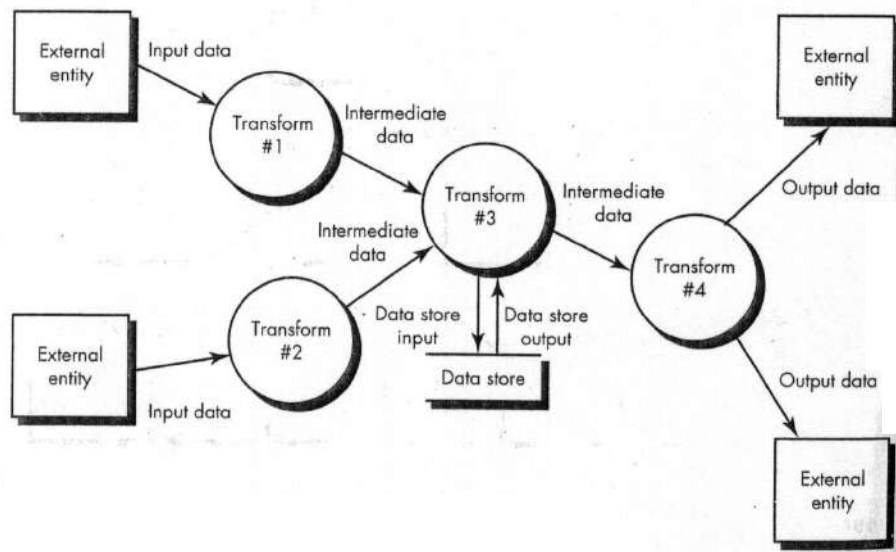 External
entity
Input data
Transform
#1
Intermediate
data
Transform
#3
Intermediate
data
Intermediate
data
Transform
#4
Output data
External
entity
External
entity
Input data
Transform
#2
Data store
input
Data store
output
Data store
Output data
External
entity